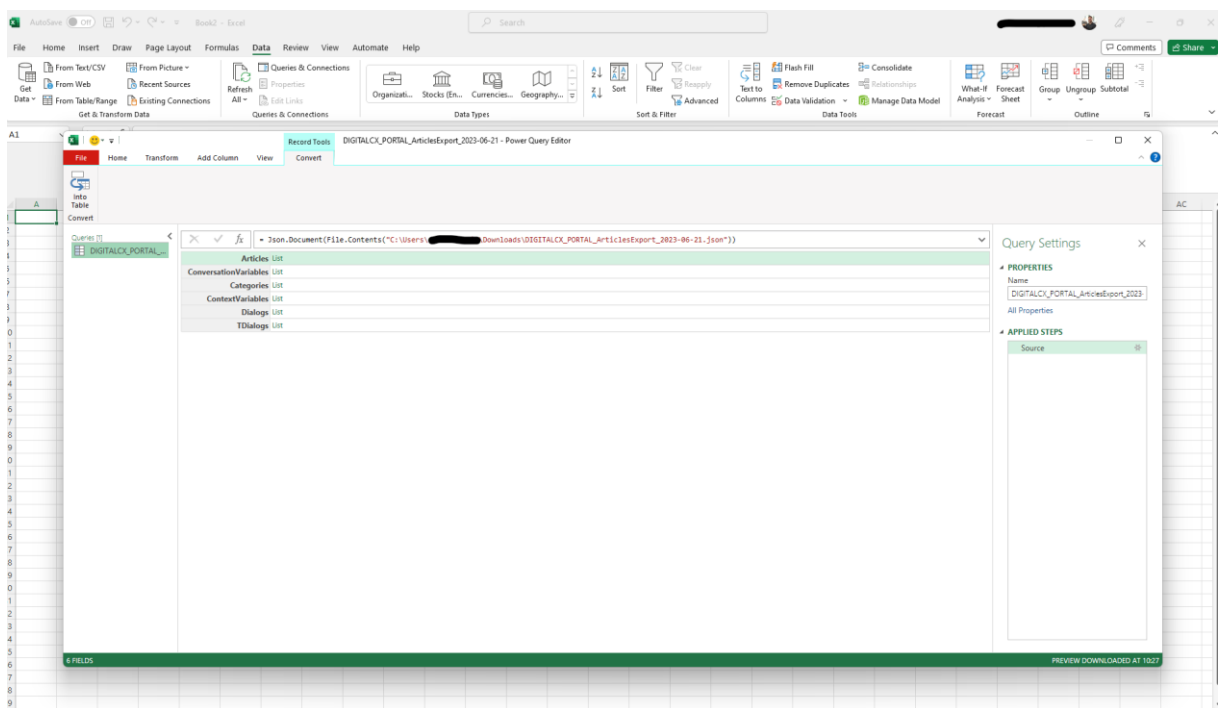 AutoSave Off Book2 - Excel Search
File Home Insert Draw Page Layout Formulas Data Review View Automate Help Comments Share
Get Data
From Text/CSV
From Web
From Table/Range
From Picture
Recent Sources
Existing Connections
Get & Transform Data
Refresh All
Queries & Connections
Properties
Edit Links
Queries & Connections
Organizati... Stocks (En... Currencies... Geography...
Data Types
Sort
Filter
Clear
Reapply
Advanced
Sort & Filter
Text to Columns
Flash Fill
Remove Duplicates
Data Validation
Consolidate
Relationships
Manage Data Model
Data Tools
What-If Analysis
Forecast Sheet
Forecast
Group Ungroup Subtotal
Outline
A1
A AC
Record Tools DIGITALCX_PORTAL_ArticlesExport_2023-06-21 - Power Query Editor
File Home Transform Add Column View Convert
Into Table
Convert
Queries [1]
DIGITALCX_PORTAL_...
fx = Json.Document(File.Contents("C:\Users\ Downloads\DIGITALCX_PORTAL_ArticlesExport_2023-06-21.json"))
Articles List
ConversationVariables List
Categories List
ContextVariables List
Dialogs List
TDialogs List
Query Settings
PROPERTIES
Name
DIGITALCX_PORTAL_ArticlesExport_2023-
All Properties
APPLIED STEPS
Source
6 FIELDS PREVIEW DOWNLOADED AT 10:27